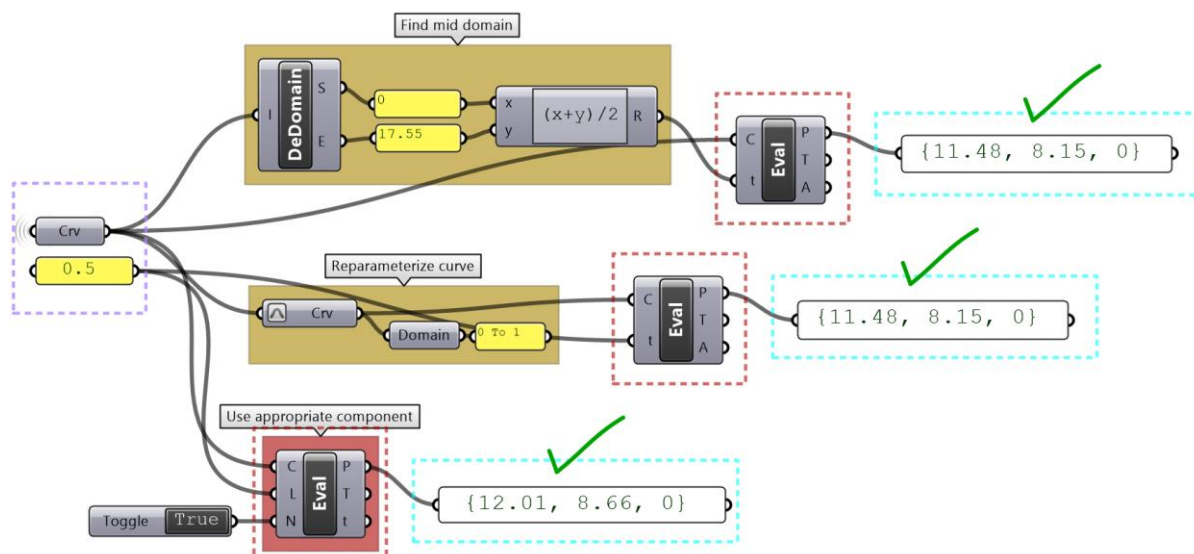 Find mid domain
I
DeDomain
S
E
0
17.55
x
y
(x+y)/2
R
C
t
Eval
P
T
A
{11.48, 8.15, 0}
Crv
0.5
Reparameterize curve
Crv
Domain
0 To 1
C
t
Eval
P
T
A
{11.48, 8.15, 0}
Use appropriate component
C
L
N
Eval
P
T
t
{12.01, 8.66, 0}
Toggle True